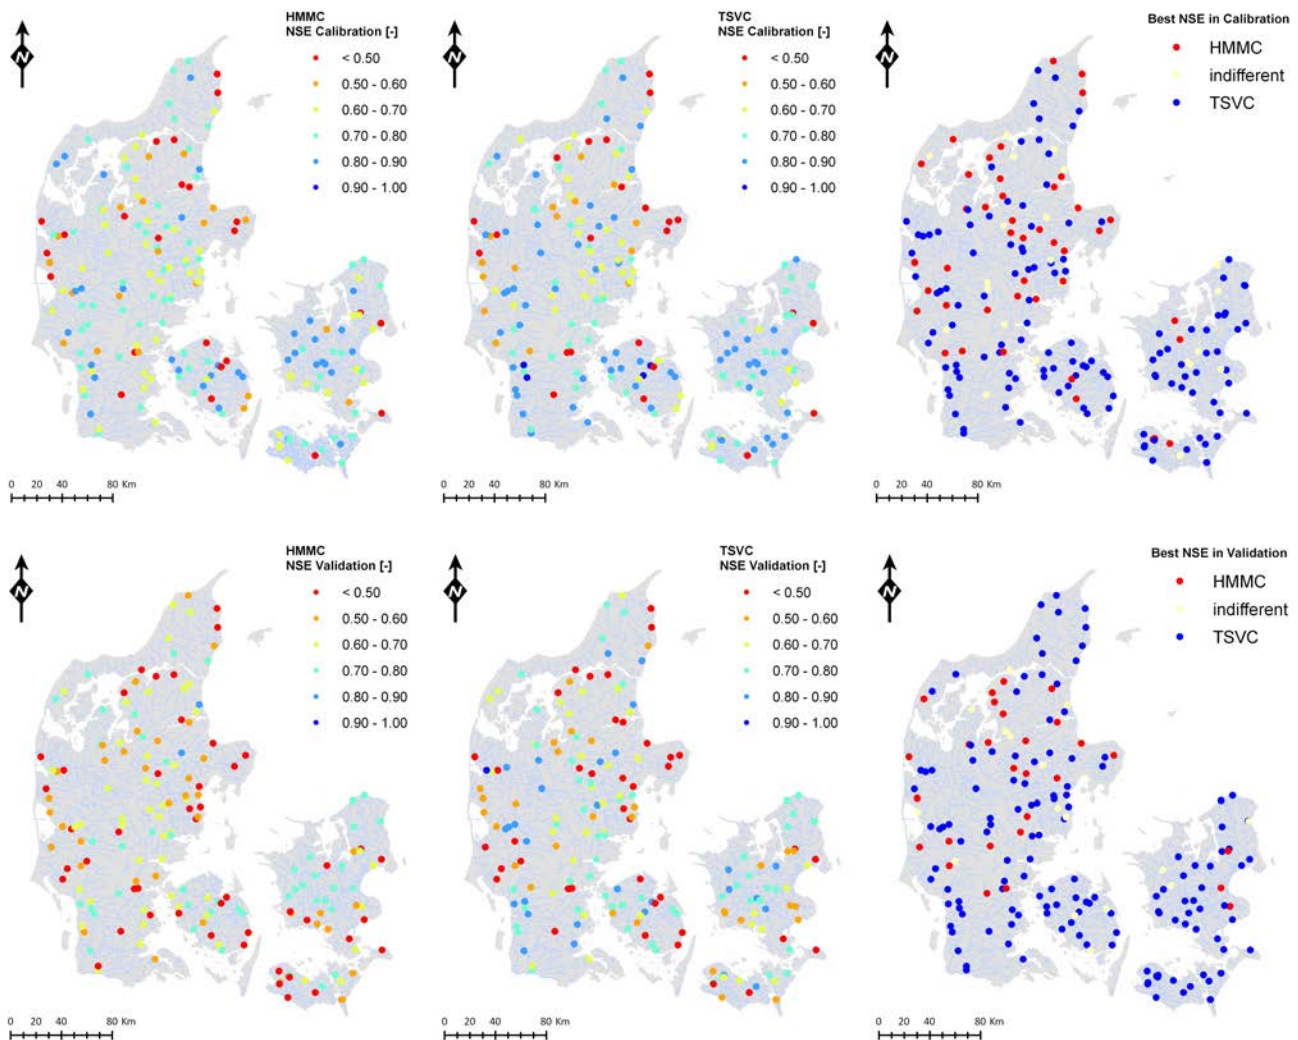 HMMC
NSE Calibration [-]
< 0.50
0.50 - 0.60
0.60 - 0.70
0.70 - 0.80
0.80 - 0.90
0.90 - 1.00
N
0 20 40 80 Km
TSVC
NSE Calibration [-]
< 0.50
0.50 - 0.60
0.60 - 0.70
0.70 - 0.80
0.80 - 0.90
0.90 - 1.00
N
0 20 40 80 Km
Best NSE in Calibration
HMMC
indifferent
TSVC
N
0 20 40 80 Km
HMMC
NSE Validation [-]
< 0.50
0.50 - 0.60
0.60 - 0.70
0.70 - 0.80
0.80 - 0.90
0.90 - 1.00
N
0 20 40 80 Km
TSVC
NSE Validation [-]
< 0.50
0.50 - 0.60
0.60 - 0.70
0.70 - 0.80
0.80 - 0.90
0.90 - 1.00
N
0 20 40 80 Km
Best NSE in Validation
HMMC
indifferent
TSVC
N
0 20 40 80 Km